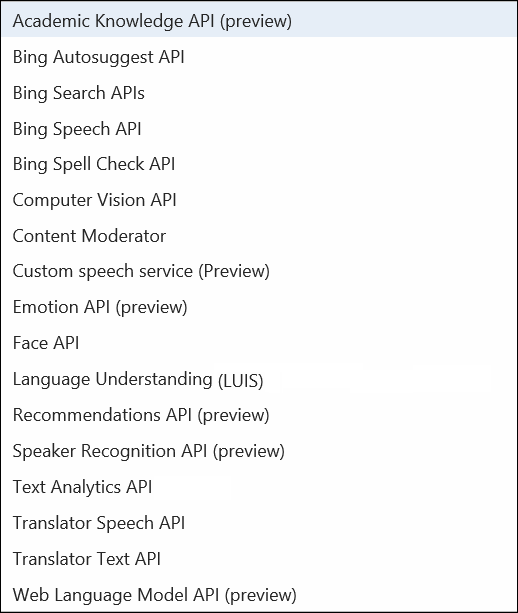 Academic Knowledge API (preview)
Bing Autosuggest API
Bing Search APIs
Bing Speech API
Bing Spell Check API
Computer Vision API
Content Moderator
Custom speech service (Preview)
Emotion API (preview)
Face API
Language Understanding (LUIS)
Recommendations API (preview)
Speaker Recognition API (preview)
Text Analytics API
Translator Speech API
Translator Text API
Web Language Model API (preview)